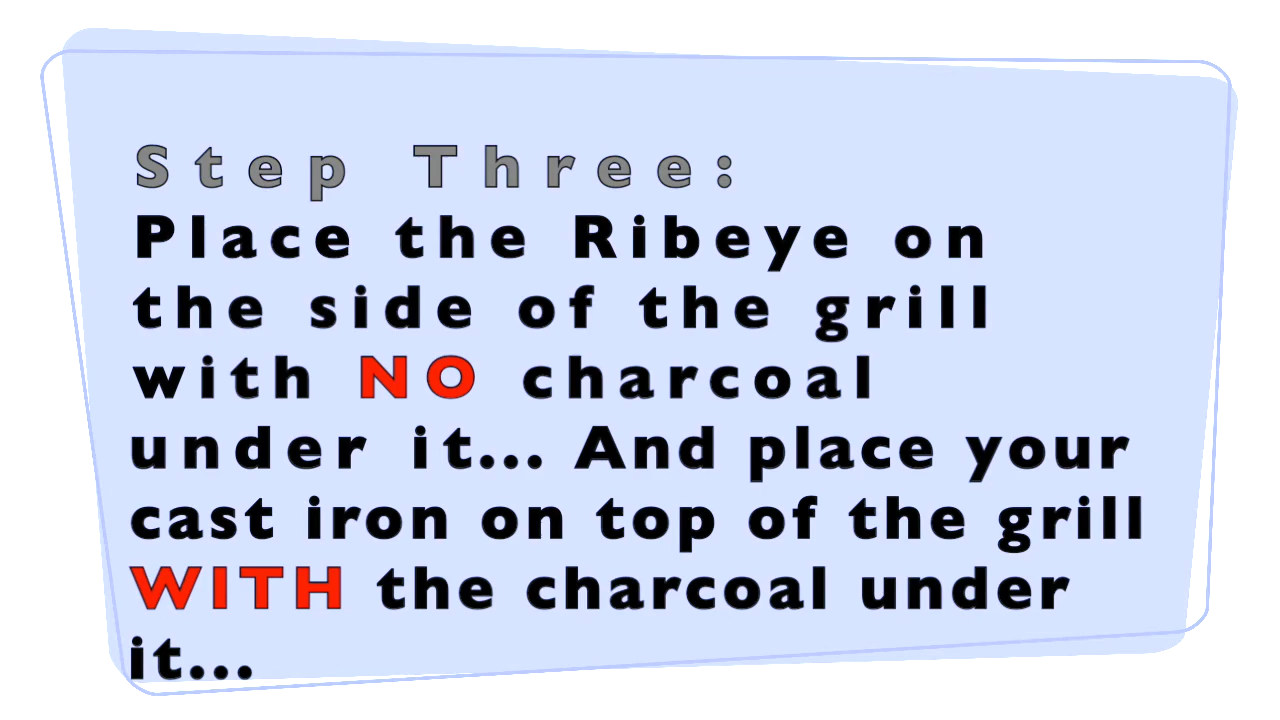 Step Three:
Place the Ribeye on
the side of the grill
with NO charcoal
under it... And place your
cast iron on top of the grill
WITH the charcoal under
it...